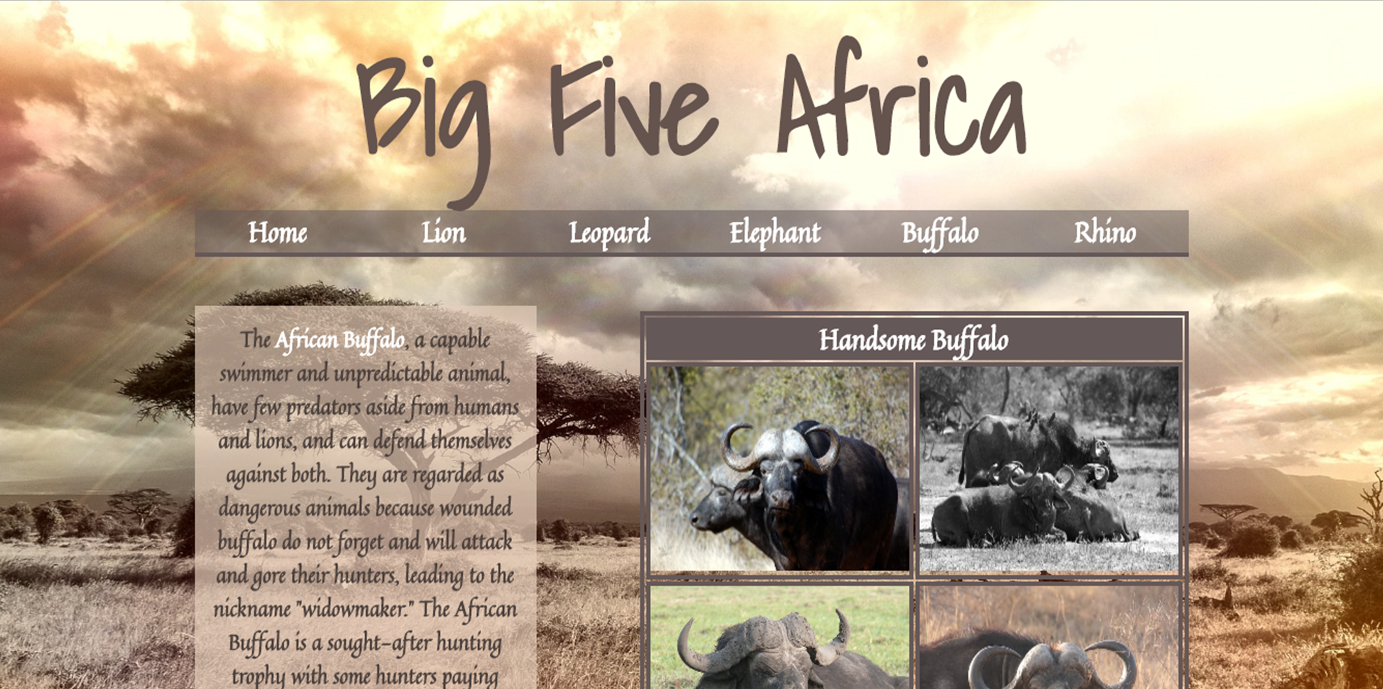 Big Five Africa
Home Lion Leopard Elephant Buffalo Rhino
The African Buffalo, a capable
swimmer and unpredictable animal,
have few predators aside from humans
and lions, and can defend themselves
against both. They are regarded as
dangerous animals because wounded
buffalo do not forget and will attack
and gore their hunters, leading to the
nickname "widowmaker." The African
Buffalo is a sought-after hunting
trophy with some hunters paying
Handsome Buffalo